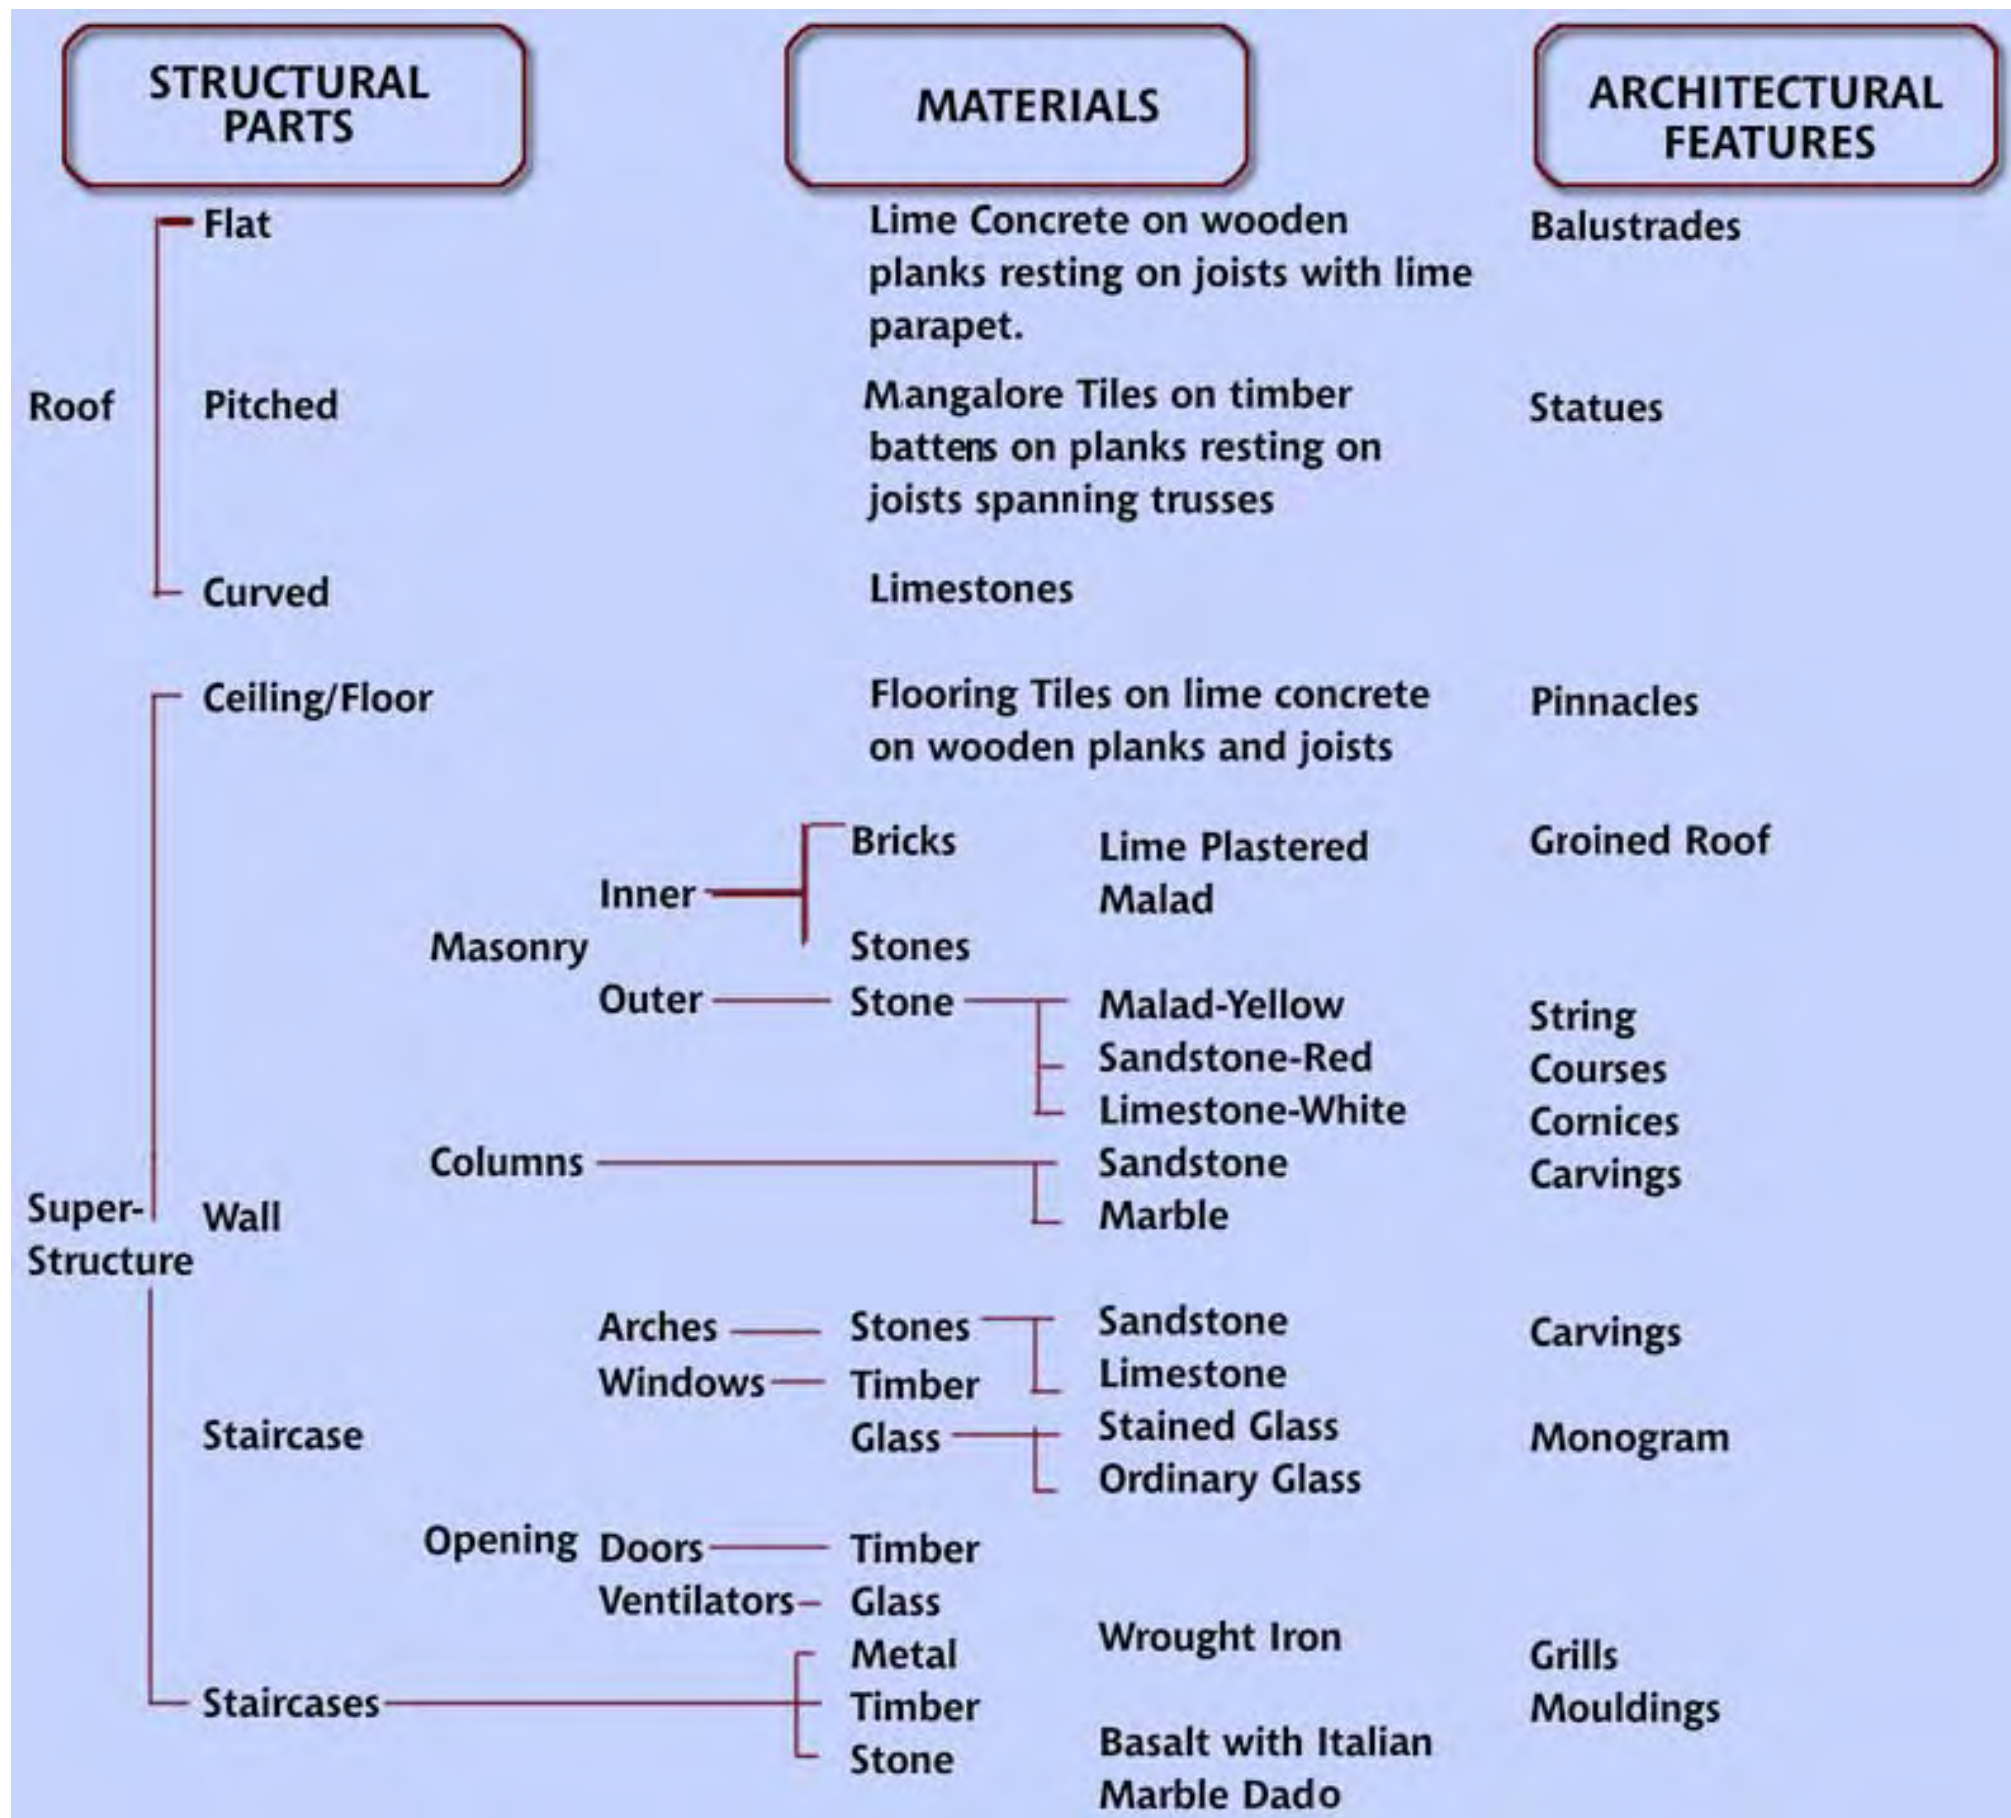 STRUCTURAL
PARTS
MATERIALS
ARCHITECTURAL
FEATURES
Flat
Lime Concrete on wooden
planks resting on joists with lime
parapet.
Balustrades
Roof
Pitched
Mangalore Tiles on timber
battens on planks resting on
joists spanning trusses
Statues
Curved
Limestones
Ceiling/Floor
Flooring Tiles on lime concrete
on wooden planks and joists
Pinnacles
Bricks
Lime Plastered
Malad
Groined Roof
Inner
Masonry
Stones
Outer
Stone
Malad-Yellow
Sandstone-Red
Limestone-White
String
Courses
Cornices
Carvings
Columns
Sandstone
Marble
Super-
Structure
Wall
Arches
Stones
Sandstone
Limestone
Carvings
Windows
Timber
Staircase
Glass
Stained Glass
Ordinary Glass
Monogram
Opening
Doors
Timber
Ventilators
Glass
Metal
Wrought Iron
Grills
Mouldings
Staircases
Timber
Stone
Basalt with Italian
Marble Dado